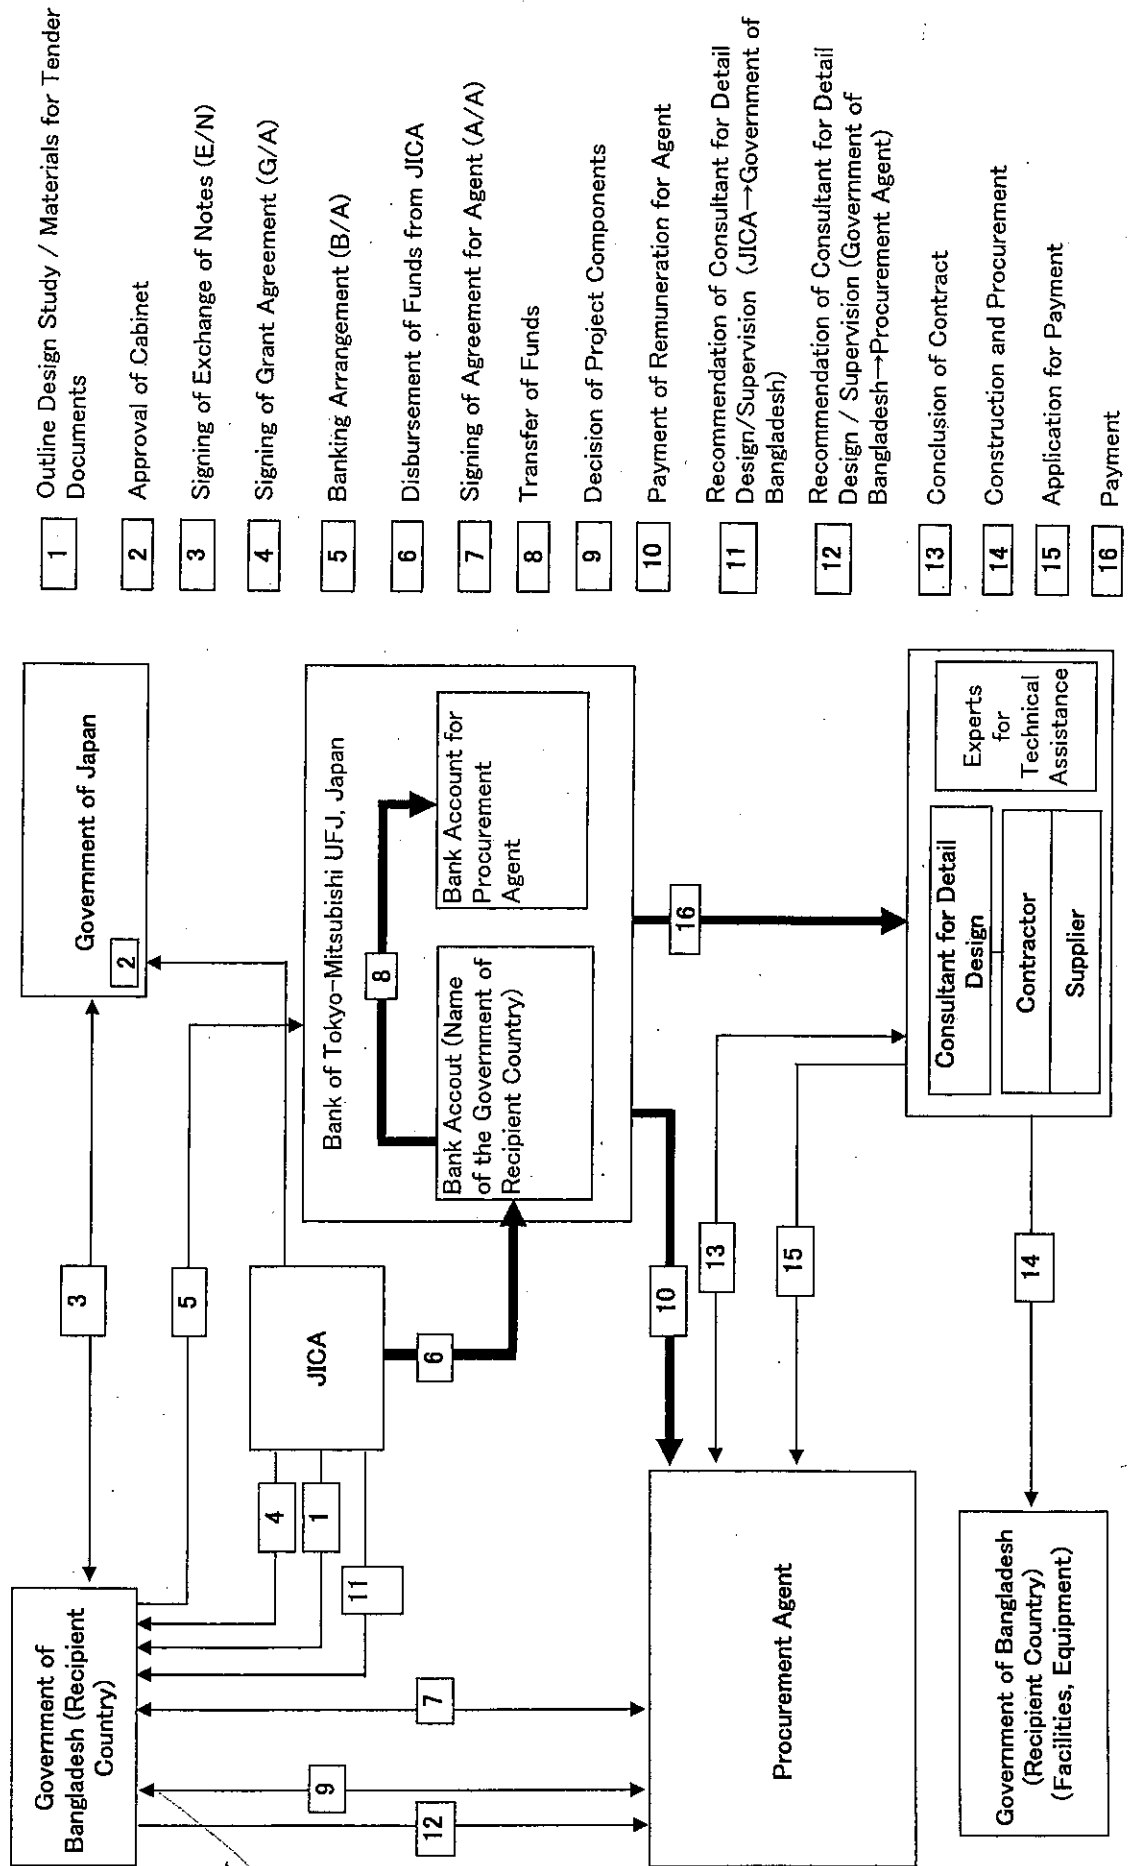 Government of
Bangladesh (Recipient
Country)
3
Government of Japan
2
5
4
1
11
JICA
6
Bank of Tokyo-Mitsubishi UFJ, Japan
Bank Accout (Name
of the Government of
Recipient Country)
8
Bank Account for
Procurement
Agent
7
9
12
10
16
Procurement Agent
13
15
Consultant for Detail
Design
Contractor
Supplier
Experts
for
Technical
Assistance
14
Government of Bangladesh
(Recipient Country)
(Facilities, Equipment)
1 Outline Design Study / Materials for Tender
Documents
2 Approval of Cabinet
3 Signing of Exchange of Notes (E/N)
4 Signing of Grant Agreement (G/A)
5 Banking Arrangement (B/A)
6 Disbursement of Funds from JICA
7 Signing of Agreement for Agent (A/A)
8 Transfer of Funds
9 Decision of Project Components
10 Payment of Remuneration for Agent
11 Recommendation of Consultant for Detail
Design/Supervision (JICA→Government of
Bangladesh)
12 Recommendation of Consultant for Detail
Design / Supervision (Government of
Bangladesh→Procurement Agent)
13 Conclusion of Contract
14 Construction and Procurement
15 Application for Payment
16 Payment